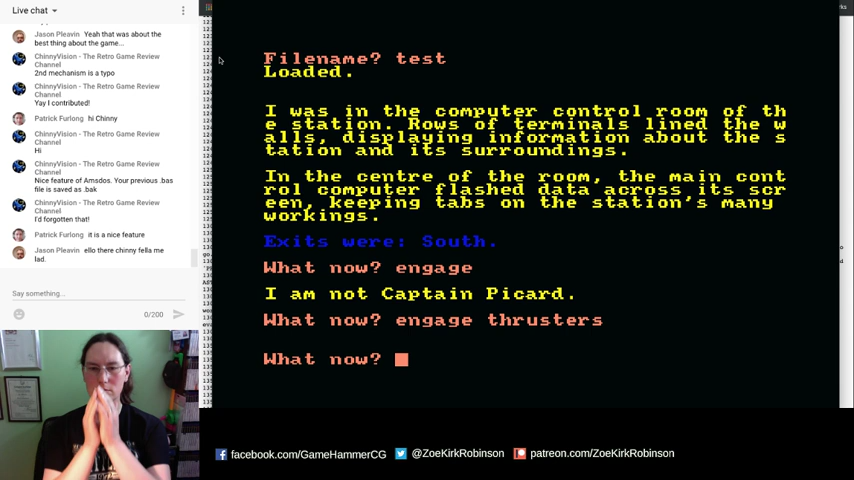 Live chat
Jason Pleavin Yeah that was about the
best thing about the game...
ChinnyVision - The Retro Game Review
Channel
2nd mechanism is a typo
ChinnyVision - The Retro Game Review
Channel
Yay I contributed!
Patrick Furlong hi Chinny
ChinnyVision - The Retro Game Review
Channel
Hi
ChinnyVision - The Retro Game Review
Channel
Nice feature of Amsdos. Your previous .bas
file is saved as .bak
ChinnyVision - The Retro Game Review
Channel
I'd forgotten that!
Patrick Furlong it is a nice feature
Jason Pleavin ello there chinny fella me
lad.
Say something...
0/200
Filename? test
Loaded.
I was in the computer control room of th
e station. Rows of terminals lined the w
alls, displaying information about the s
tation and its surroundings.
In the centre of the room, the main cont
rol computer flashed data across its scr
een, keeping tabs on the station's many
workings.
Exits were: South.
What now? engage
I am not Captain Picard.
What now? engage thrusters
What now?
facebook.com/GameHammerCG @ZoeKirkRobinson patreon.com/ZoeKirkRobinson